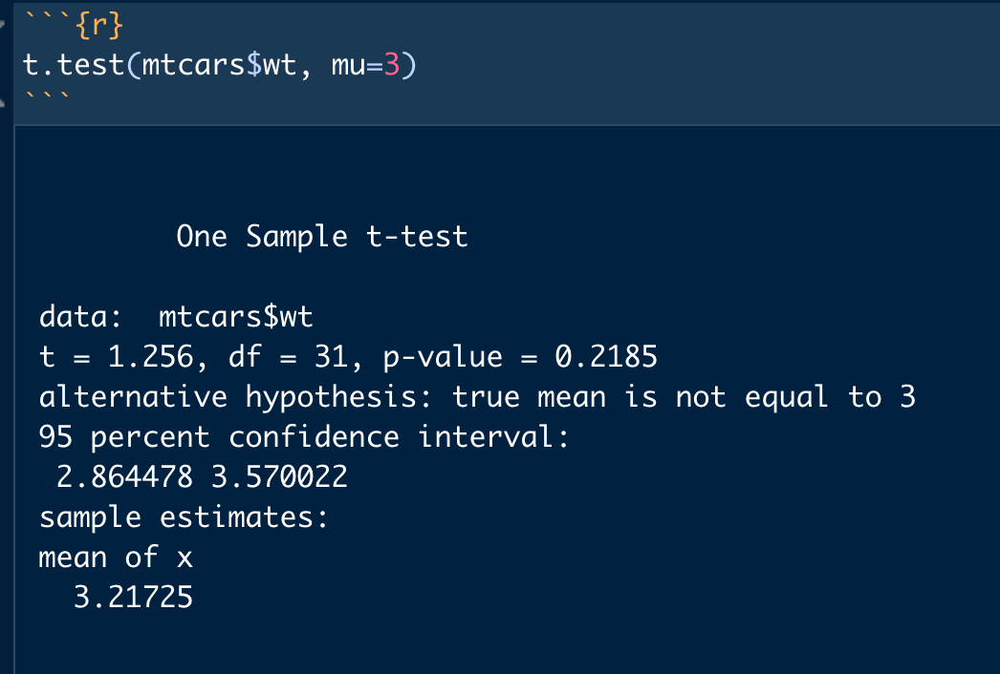 ```{r}
t.test(mtcars$wt, mu=3)
```
One Sample t-test
data:  mtcars$wt
t = 1.256, df = 31, p-value = 0.2185
alternative hypothesis: true mean is not equal to 3
95 percent confidence interval:
 2.864478 3.570022
sample estimates:
mean of x
  3.21725